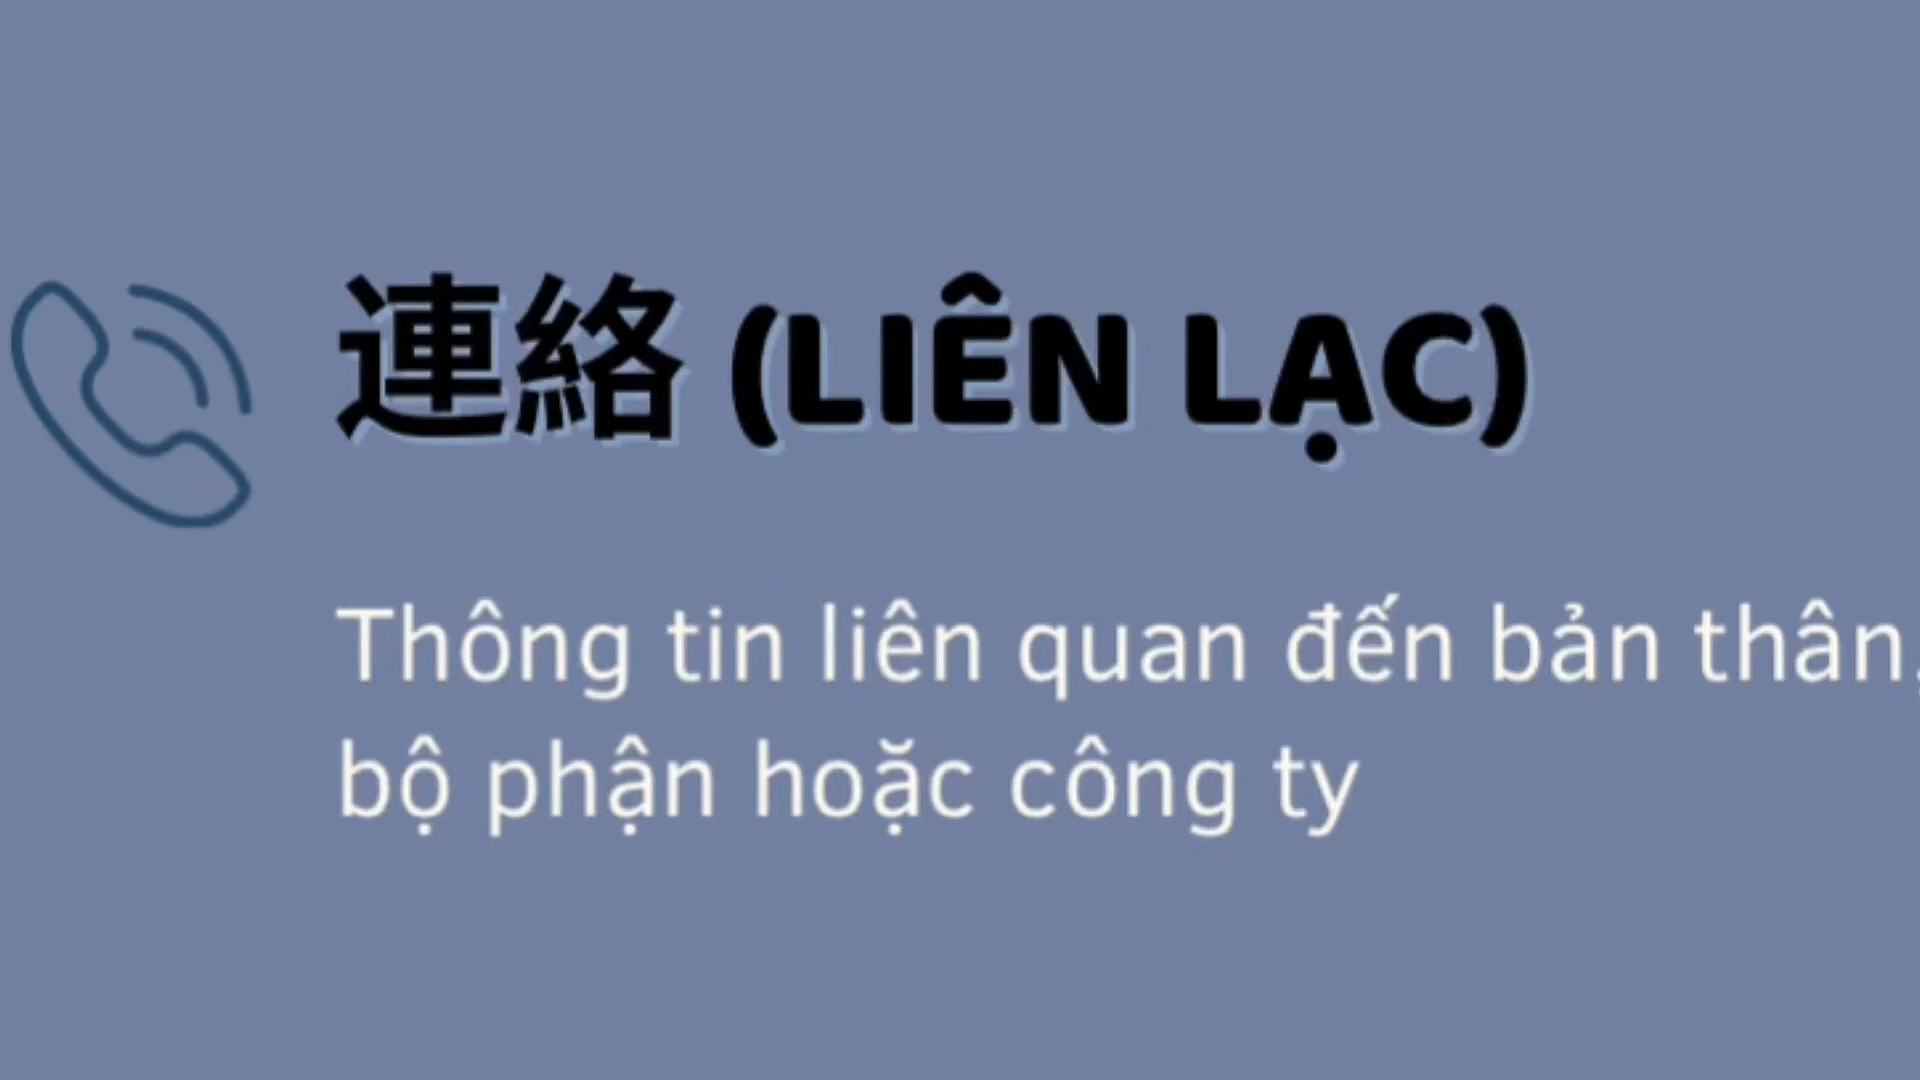 連絡 (LIÊN LẠC)
Thông tin liên quan đến bản thân,
bộ phận hoặc công ty